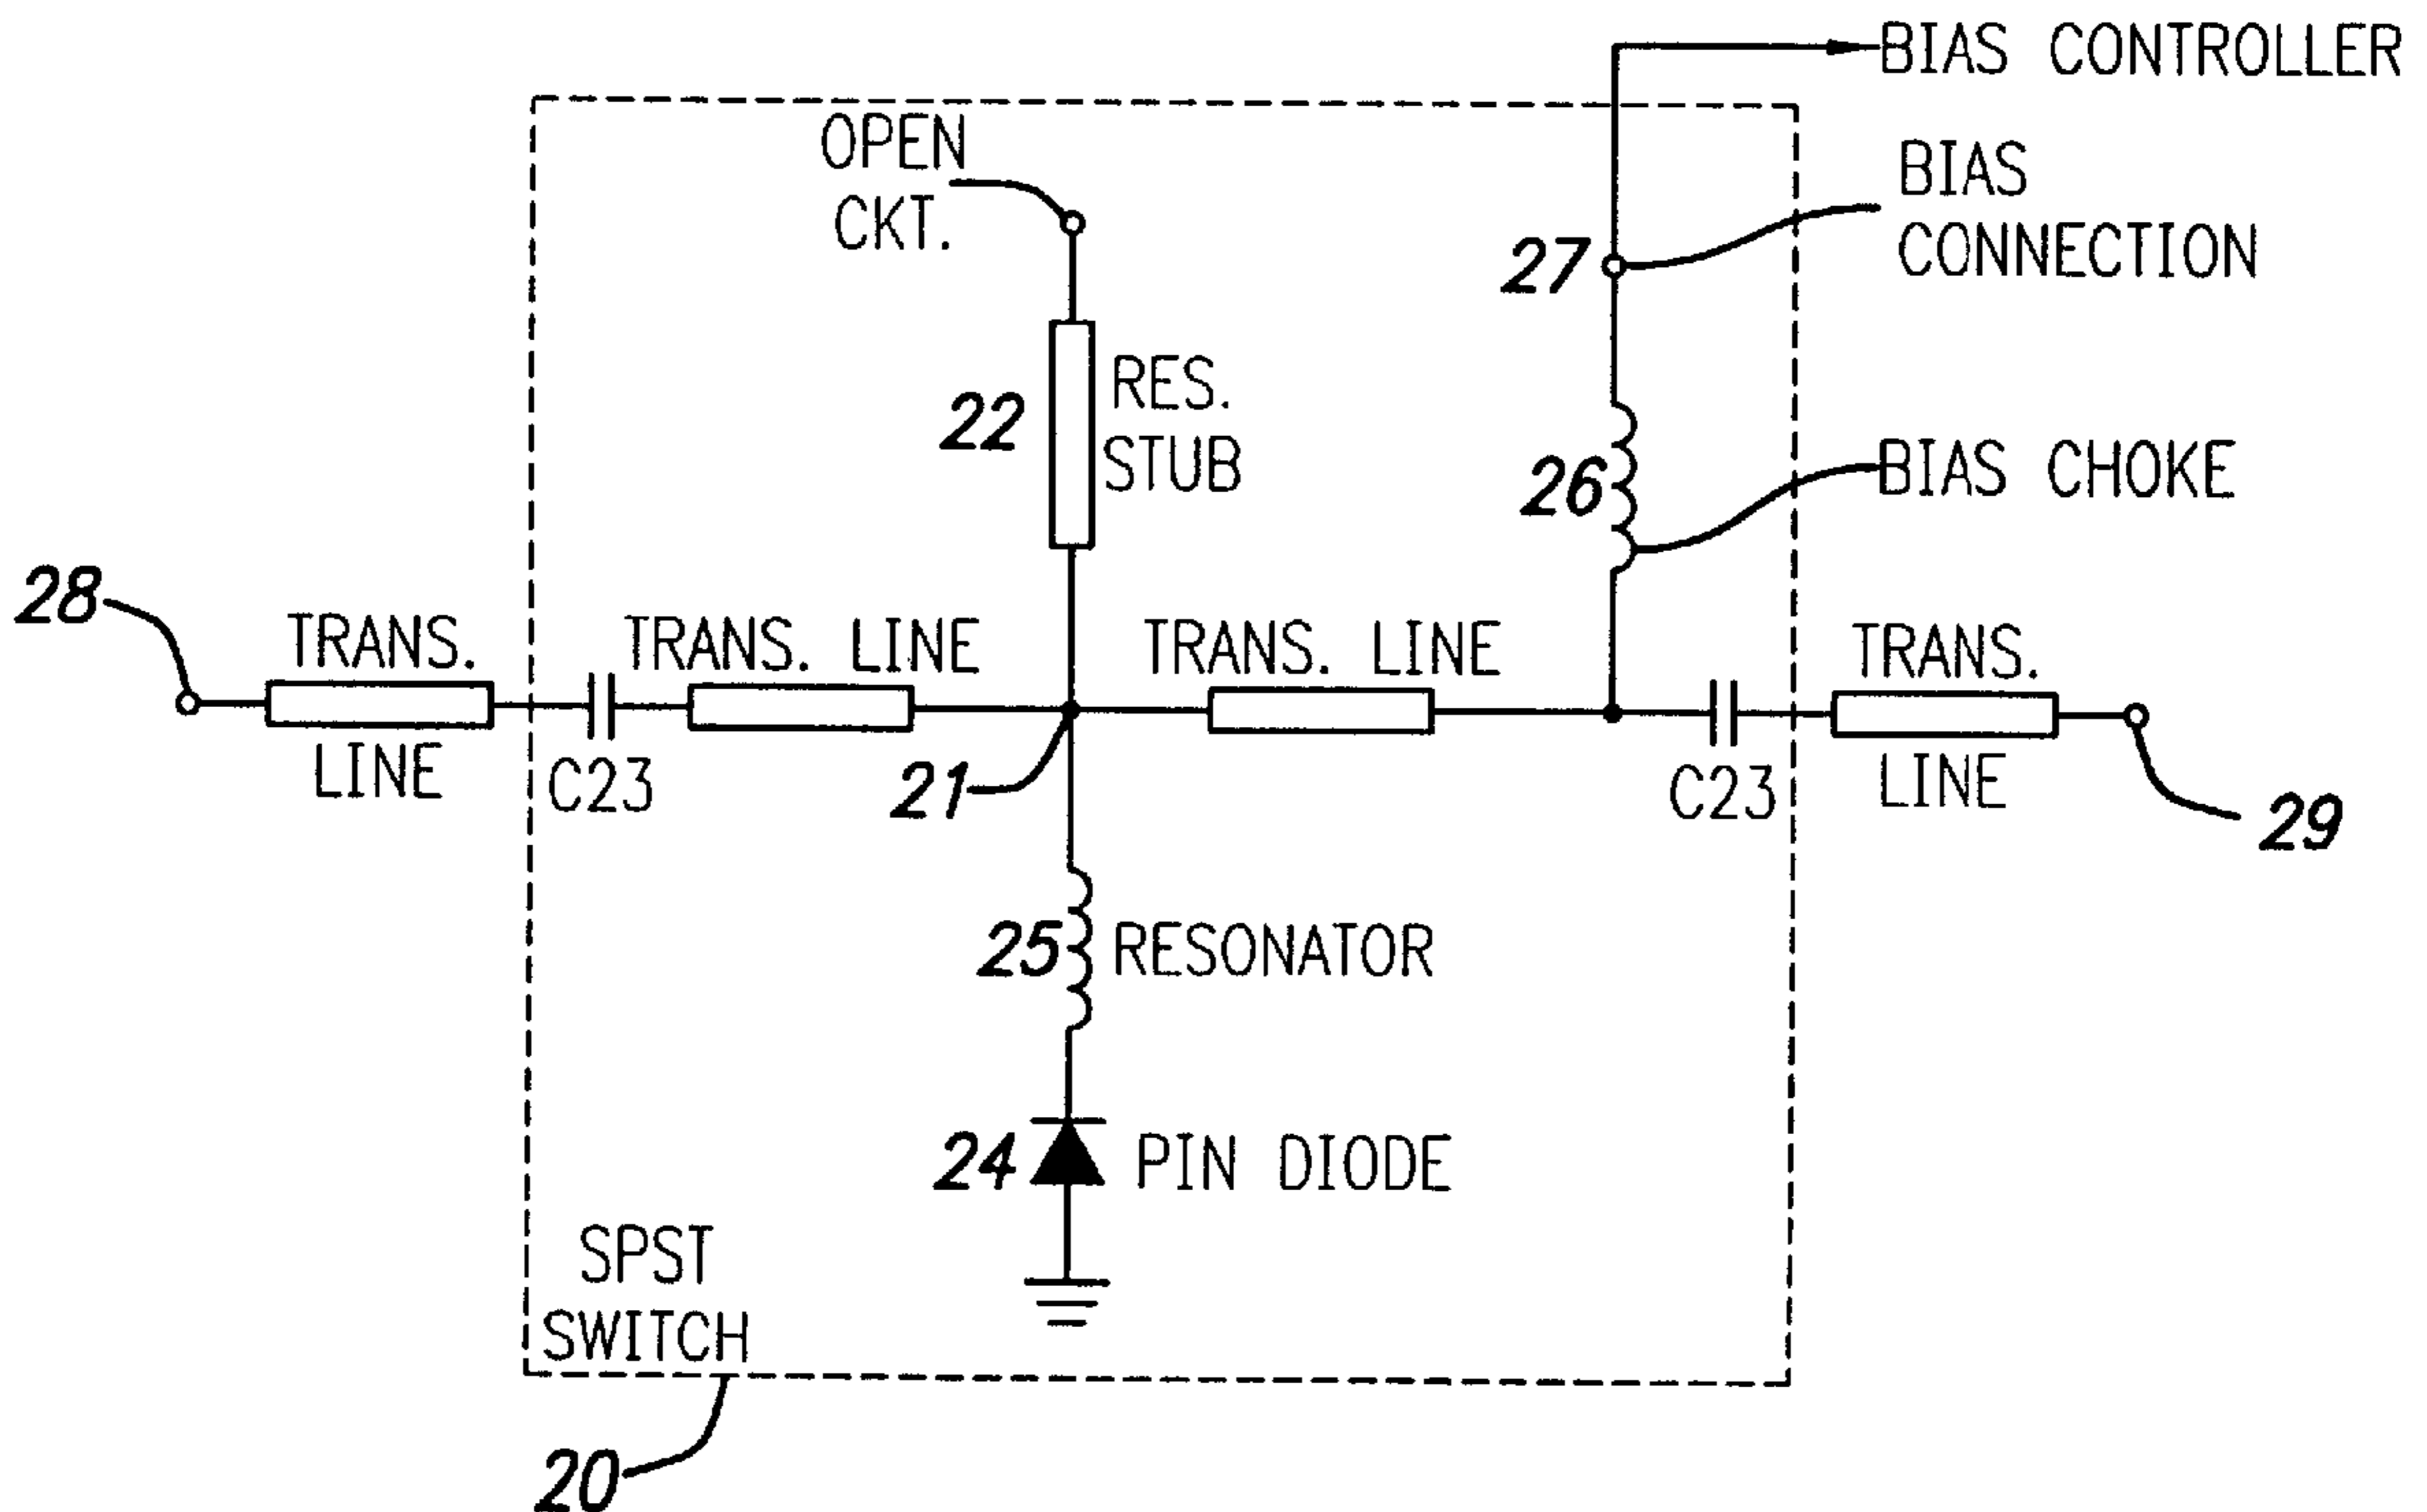 BIAS CONTROLLER
OPEN
CKT.
BIAS
CONNECTION
27
22
RES.
STUB
26
BIAS CHOKE
28
TRANS.
LINE
TRANS. LINE
TRANS. LINE
TRANS.
LINE
C23
21
C23
29
25
RESONATOR
24
PIN DIODE
SPST
SWITCH
20